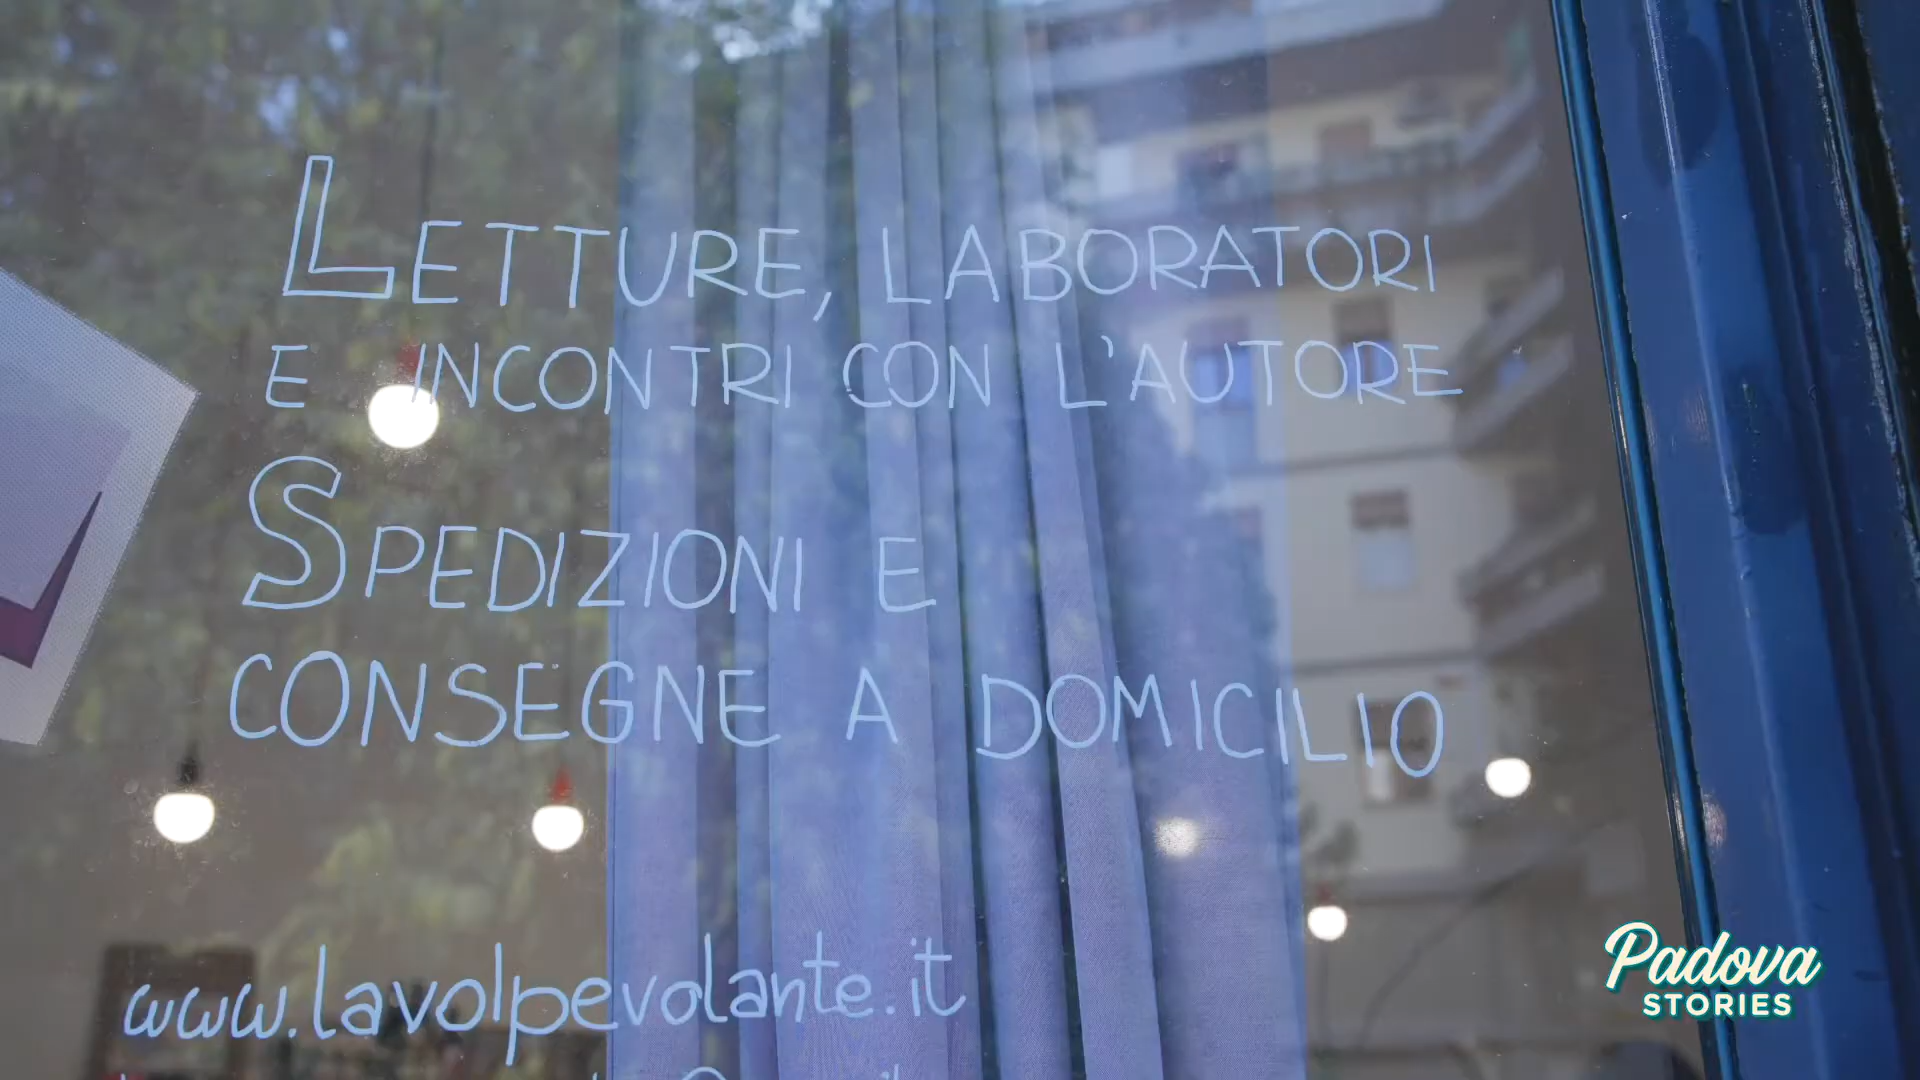 LETTURE, LABORATORI
E INCONTRI CON L'AUTORE
SPEDIZIONI E
CONSEGNE A DOMICILIO
www.lavolpevolante.it
Padova
STORIES